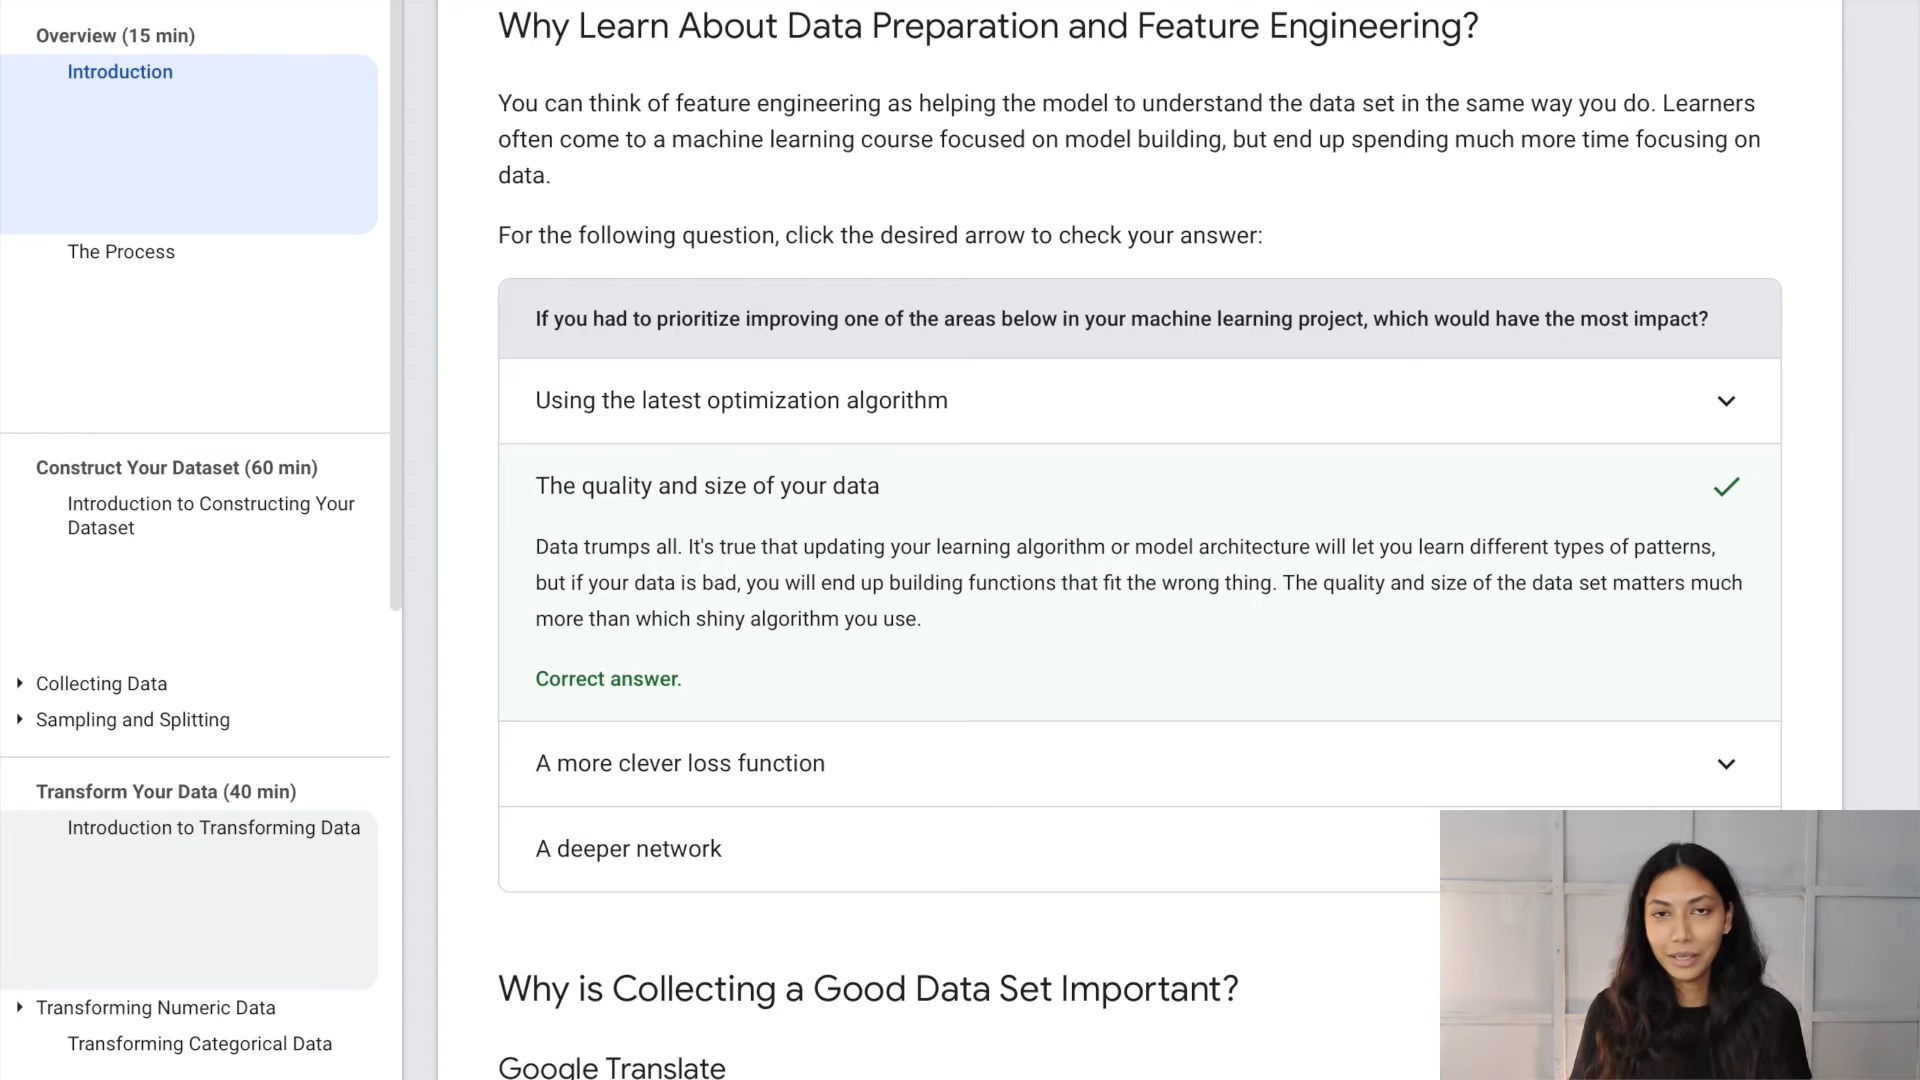 Overview (15 min)
Introduction
The Process
Construct Your Dataset (60 min)
Introduction to Constructing Your
Dataset
Collecting Data
Sampling and Splitting
Transform Your Data (40 min)
Introduction to Transforming Data
Transforming Numeric Data
Transforming Categorical Data
Why Learn About Data Preparation and Feature Engineering?
You can think of feature engineering as helping the model to understand the data set in the same way you do. Learners
often come to a machine learning course focused on model building, but end up spending much more time focusing on
data.
For the following question, click the desired arrow to check your answer:
If you had to prioritize improving one of the areas below in your machine learning project, which would have the most impact?
Using the latest optimization algorithm
The quality and size of your data
Data trumps all. It's true that updating your learning algorithm or model architecture will let you learn different types of patterns,
but if your data is bad, you will end up building functions that fit the wrong thing. The quality and size of the data set matters much
more than which shiny algorithm you use.
Correct answer.
A more clever loss function
A deeper network
Why is Collecting a Good Data Set Important?
Google Translate